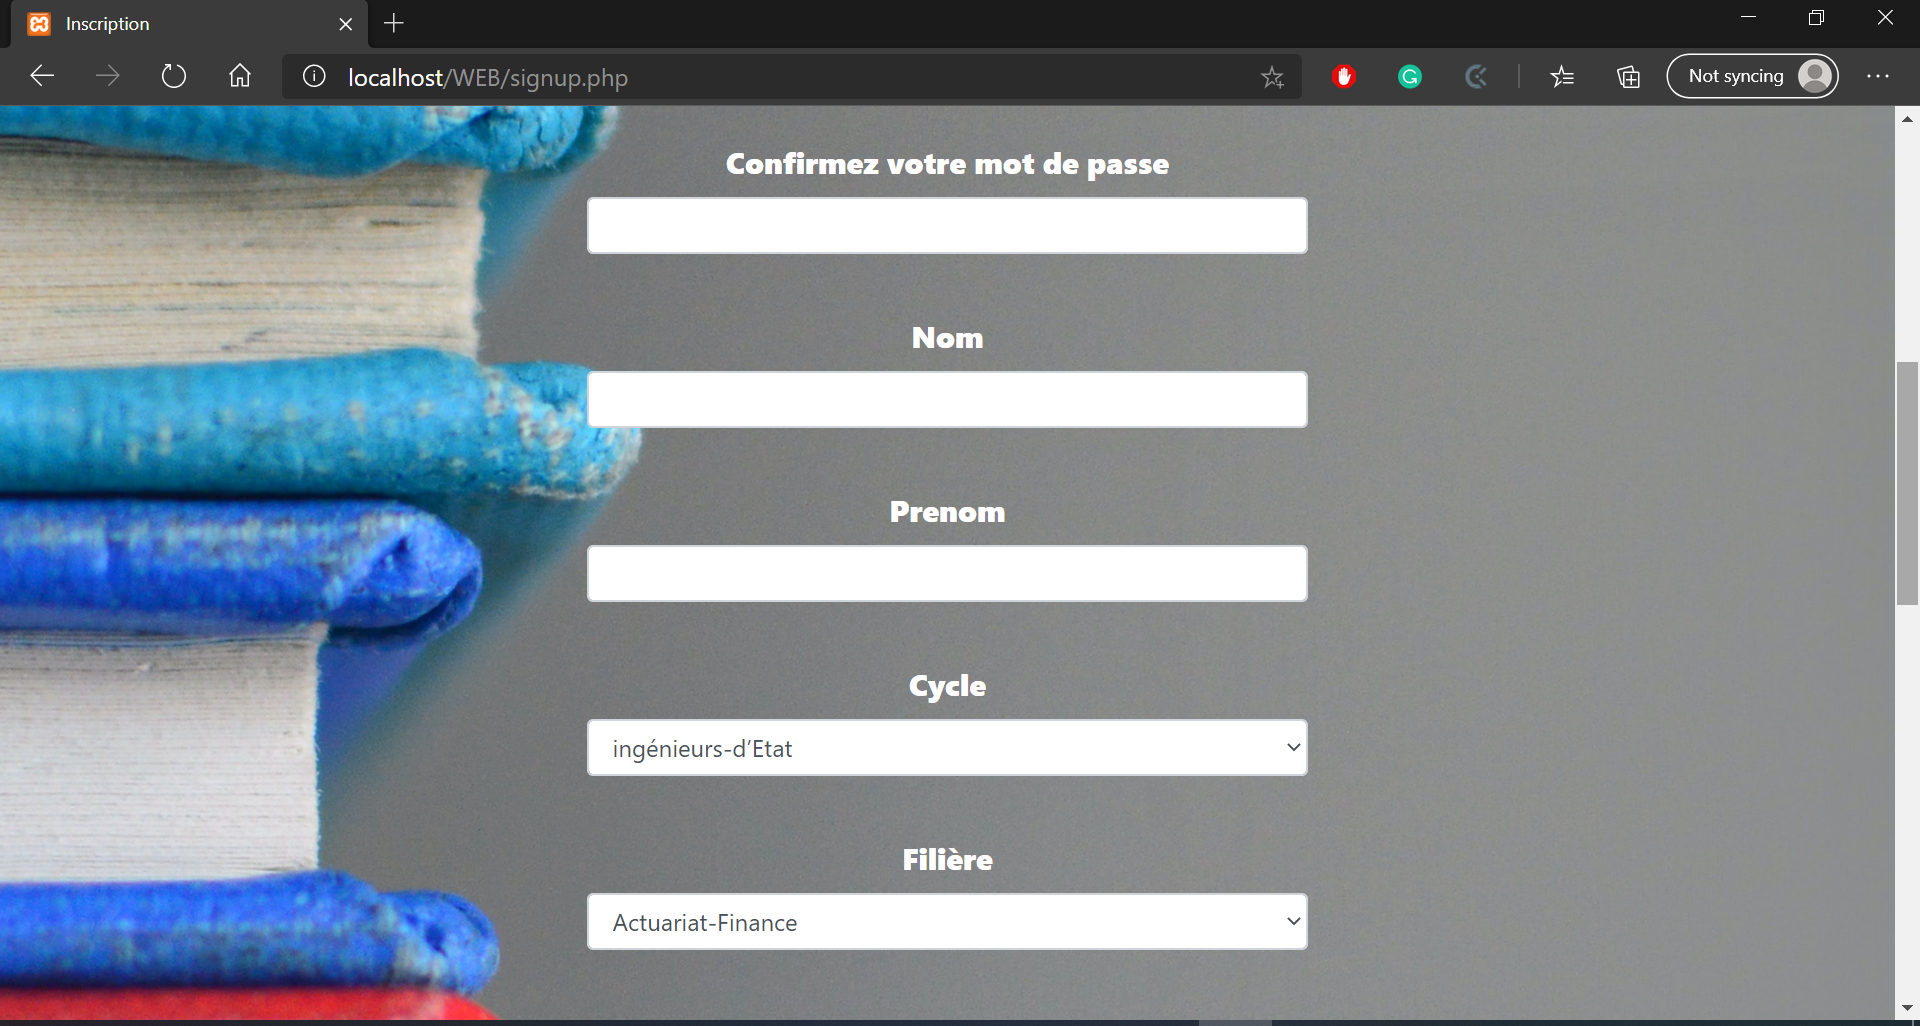 Inscription
localhost/WEB/signup.php
Not syncing
Confirmez votre mot de passe
Nom
Prenom
Cycle
ingénieurs-d’Etat
Filière
Actuariat-Finance